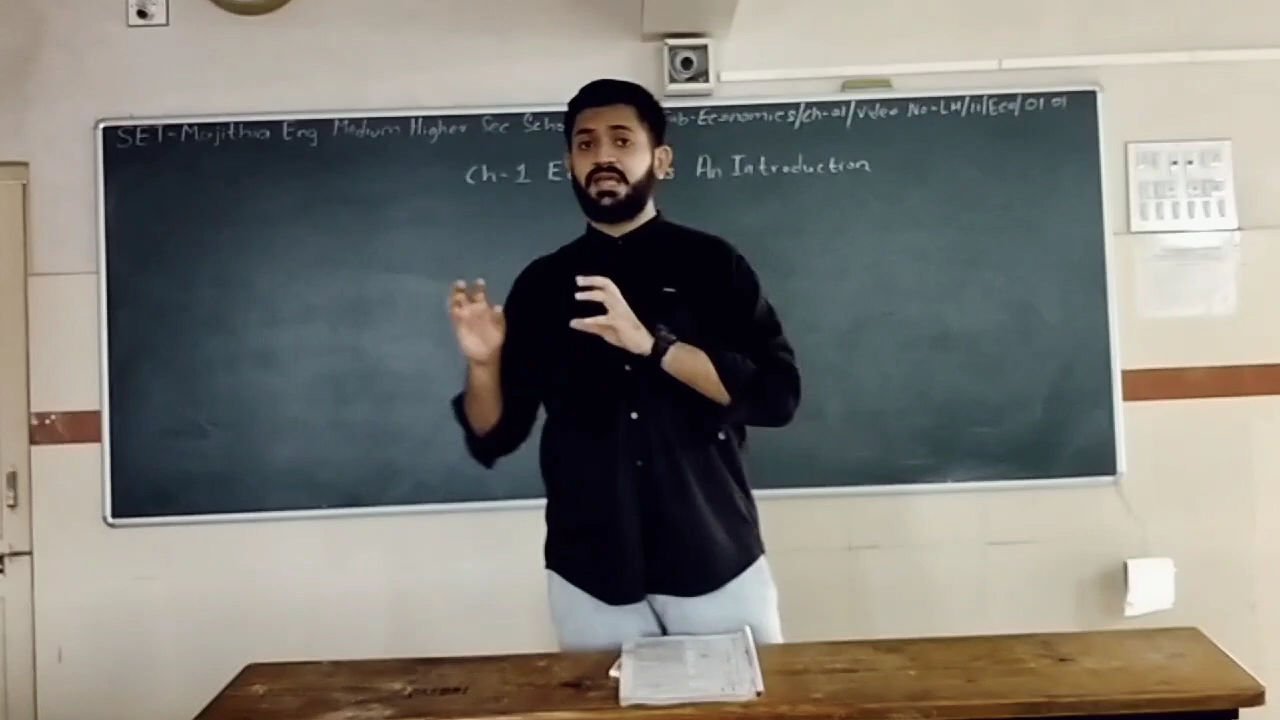 SET-Majithia Eng Medium Higher Sec Scho ub-Economics/ch-01/Video No-LH/11/Eco/01 01
Ch-1 E s An Introduction